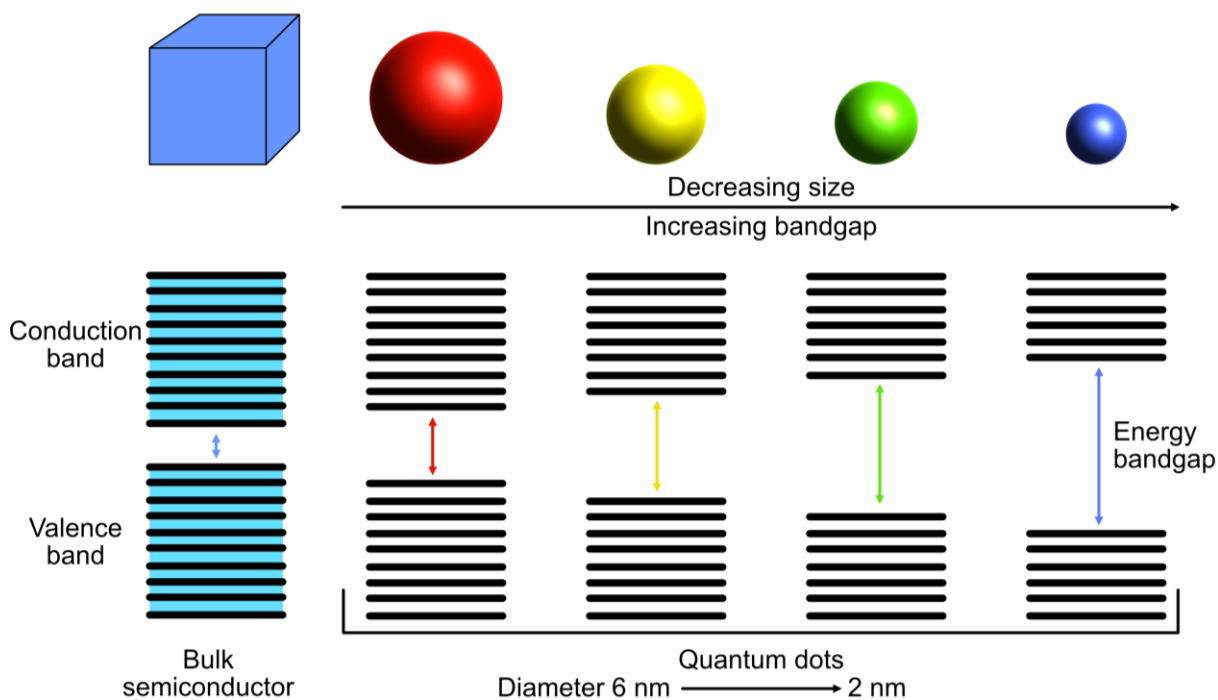 Decreasing size
Increasing bandgap
Conduction
band
Energy
bandgap
Valence
band
Bulk
semiconductor
Quantum dots
Diameter 6 nm 2 nm